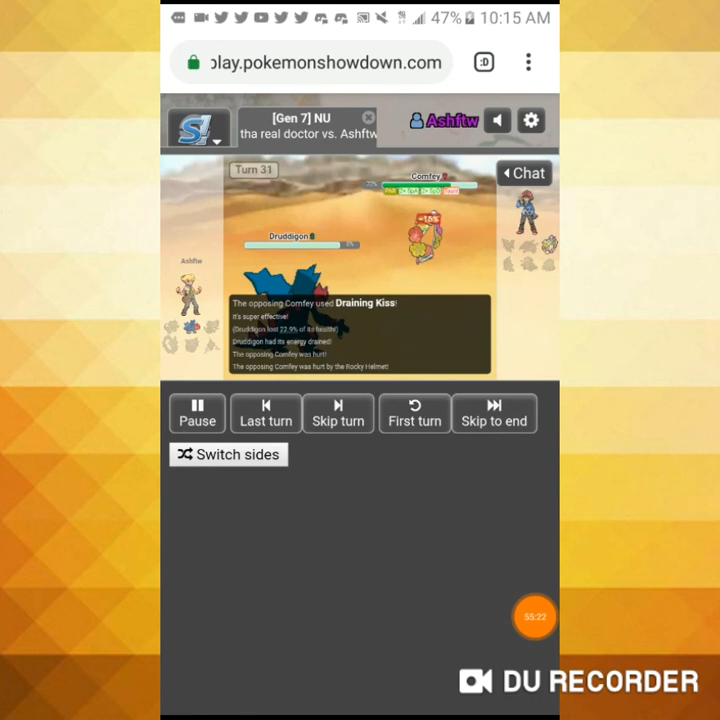 47% 10:15 AM
play.pokemonshowdown.com
:D
[Gen 7] NU
tha real doctor vs. Ashftw
Ashftw
Turn 31
Comfey
Chat
-15%
Druddigon
Ashftw
The opposing Comfey used Draining Kiss!
It's super effective!
(Druddigon lost 22.9% of its health!)
Druddigon had its energy drained!
The opposing Comfey was hurt!
The opposing Comfey was hurt by the Rocky Helmet!
Pause
Last turn
Skip turn
First turn
Skip to end
Switch sides
55:22
DU RECORDER